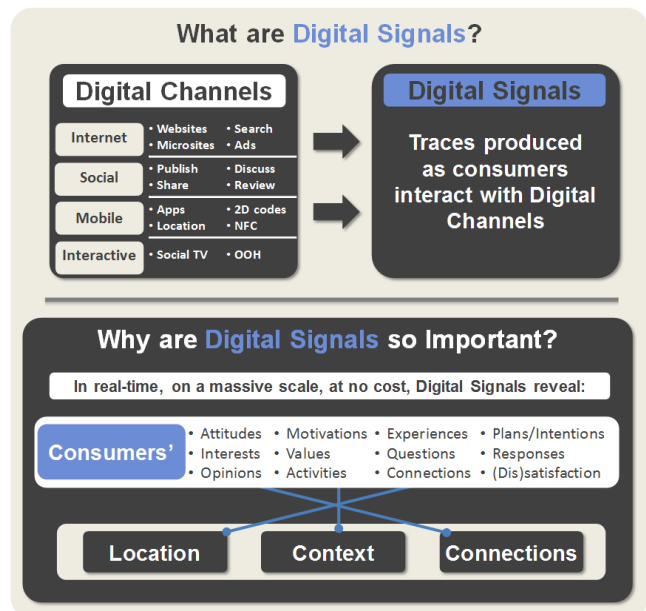 What are Digital Signals?
Digital Channels
Internet
• Websites • Search
• Microsites • Ads
Social
• Publish • Discuss
• Share • Review
Mobile
• Apps • 2D codes
• Location • NFC
Interactive
• Social TV • OOH
Digital Signals
Traces produced
as consumers
interact with Digital
Channels
Why are Digital Signals so Important?
In real-time, on a massive scale, at no cost, Digital Signals reveal:
Consumers’
• Attitudes • Motivations • Experiences • Plans/Intentions
• Interests • Values • Questions • Responses
• Opinions • Activities • Connections • (Dis)satisfaction
Location Context Connections